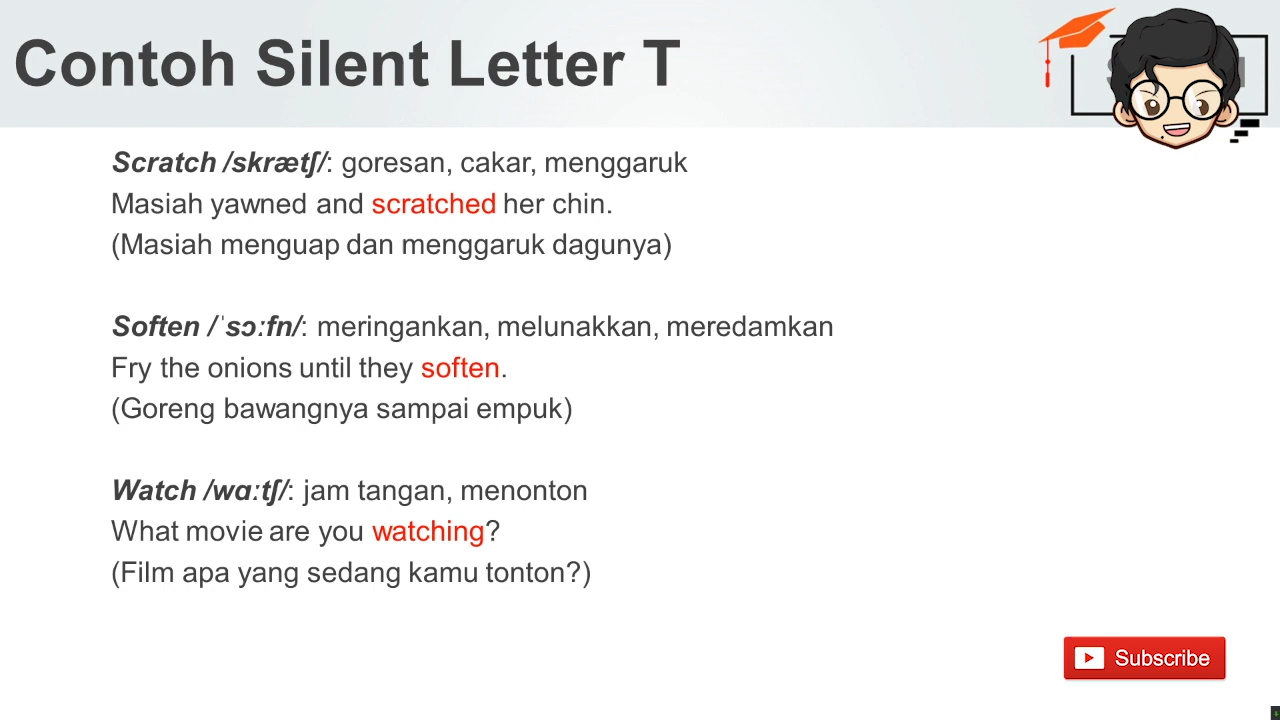 Contoh Silent Letter T
Scratch /skrætʃ/: goresan, cakar, menggaruk
Masiah yawned and scratched her chin.
(Masiah menguap dan menggaruk dagunya)
Soften /ˈsɔːfn/: meringankan, melunakkan, meredamkan
Fry the onions until they soften.
(Goreng bawangnya sampai empuk)
Watch /wɑːtʃ/: jam tangan, menonton
What movie are you watching?
(Film apa yang sedang kamu tonton?)
Subscribe